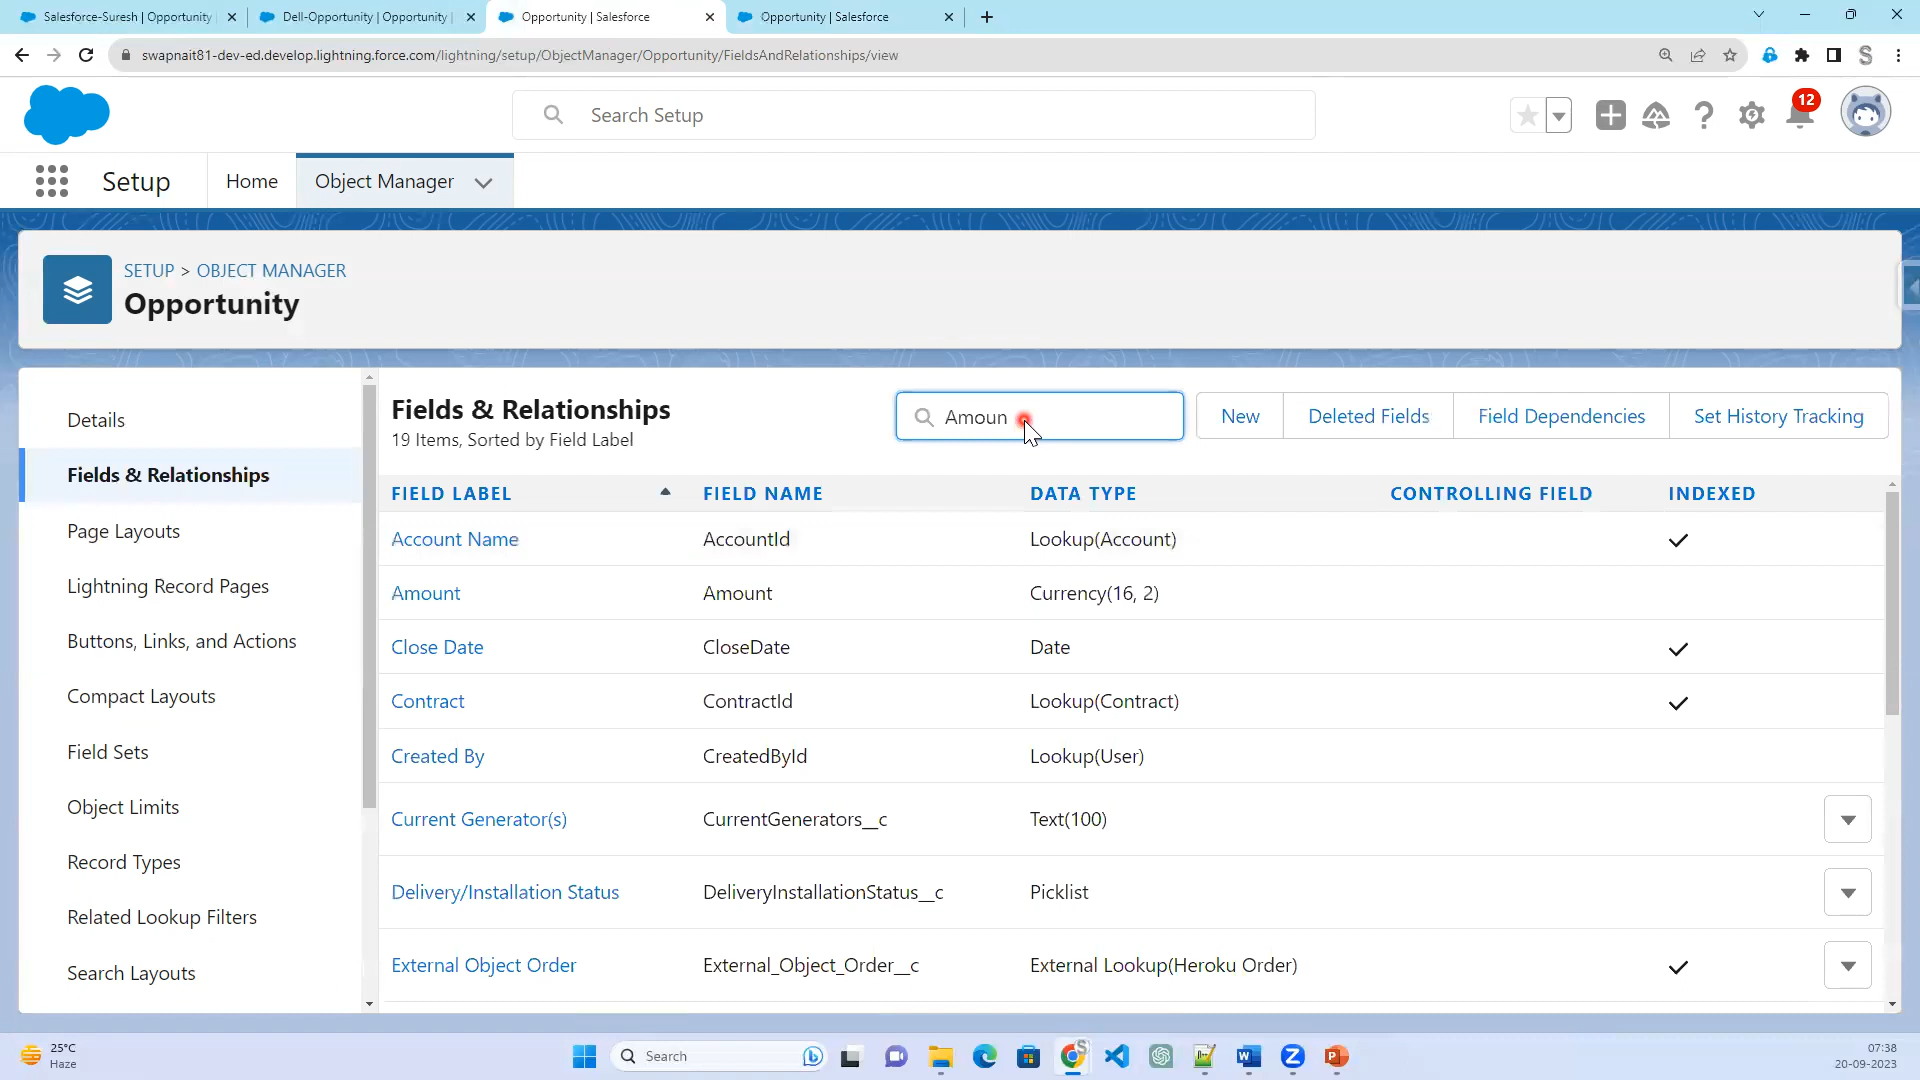 Salesforce-Suresh | Opportunity
Dell-Opportunity | Opportunity |
Opportunity | Salesforce
Opportunity | Salesforce
swapnait81-dev-ed.develop.lightning.force.com/lightning/setup/ObjectManager/Opportunity/FieldsAndRelationships/view
Search Setup
12
Setup
Home
Object Manager
SETUP > OBJECT MANAGER
Opportunity
Details
Fields & Relationships
Page Layouts
Lightning Record Pages
Buttons, Links, and Actions
Compact Layouts
Field Sets
Object Limits
Record Types
Related Lookup Filters
Search Layouts
Fields & Relationships
19 Items, Sorted by Field Label
Amoun
New
Deleted Fields
Field Dependencies
Set History Tracking
FIELD LABEL FIELD NAME DATA TYPE CONTROLLING FIELD INDEXED
Account Name AccountId Lookup(Account)
Amount Amount Currency(16, 2)
Close Date CloseDate Date
Contract ContractId Lookup(Contract)
Created By CreatedById Lookup(User)
Current Generator(s) CurrentGenerators__c Text(100)
Delivery/Installation Status DeliveryInstallationStatus__c Picklist
External Object Order External_Object_Order__c External Lookup(Heroku Order)
25°C
Haze
Search
07:38
20-09-2023